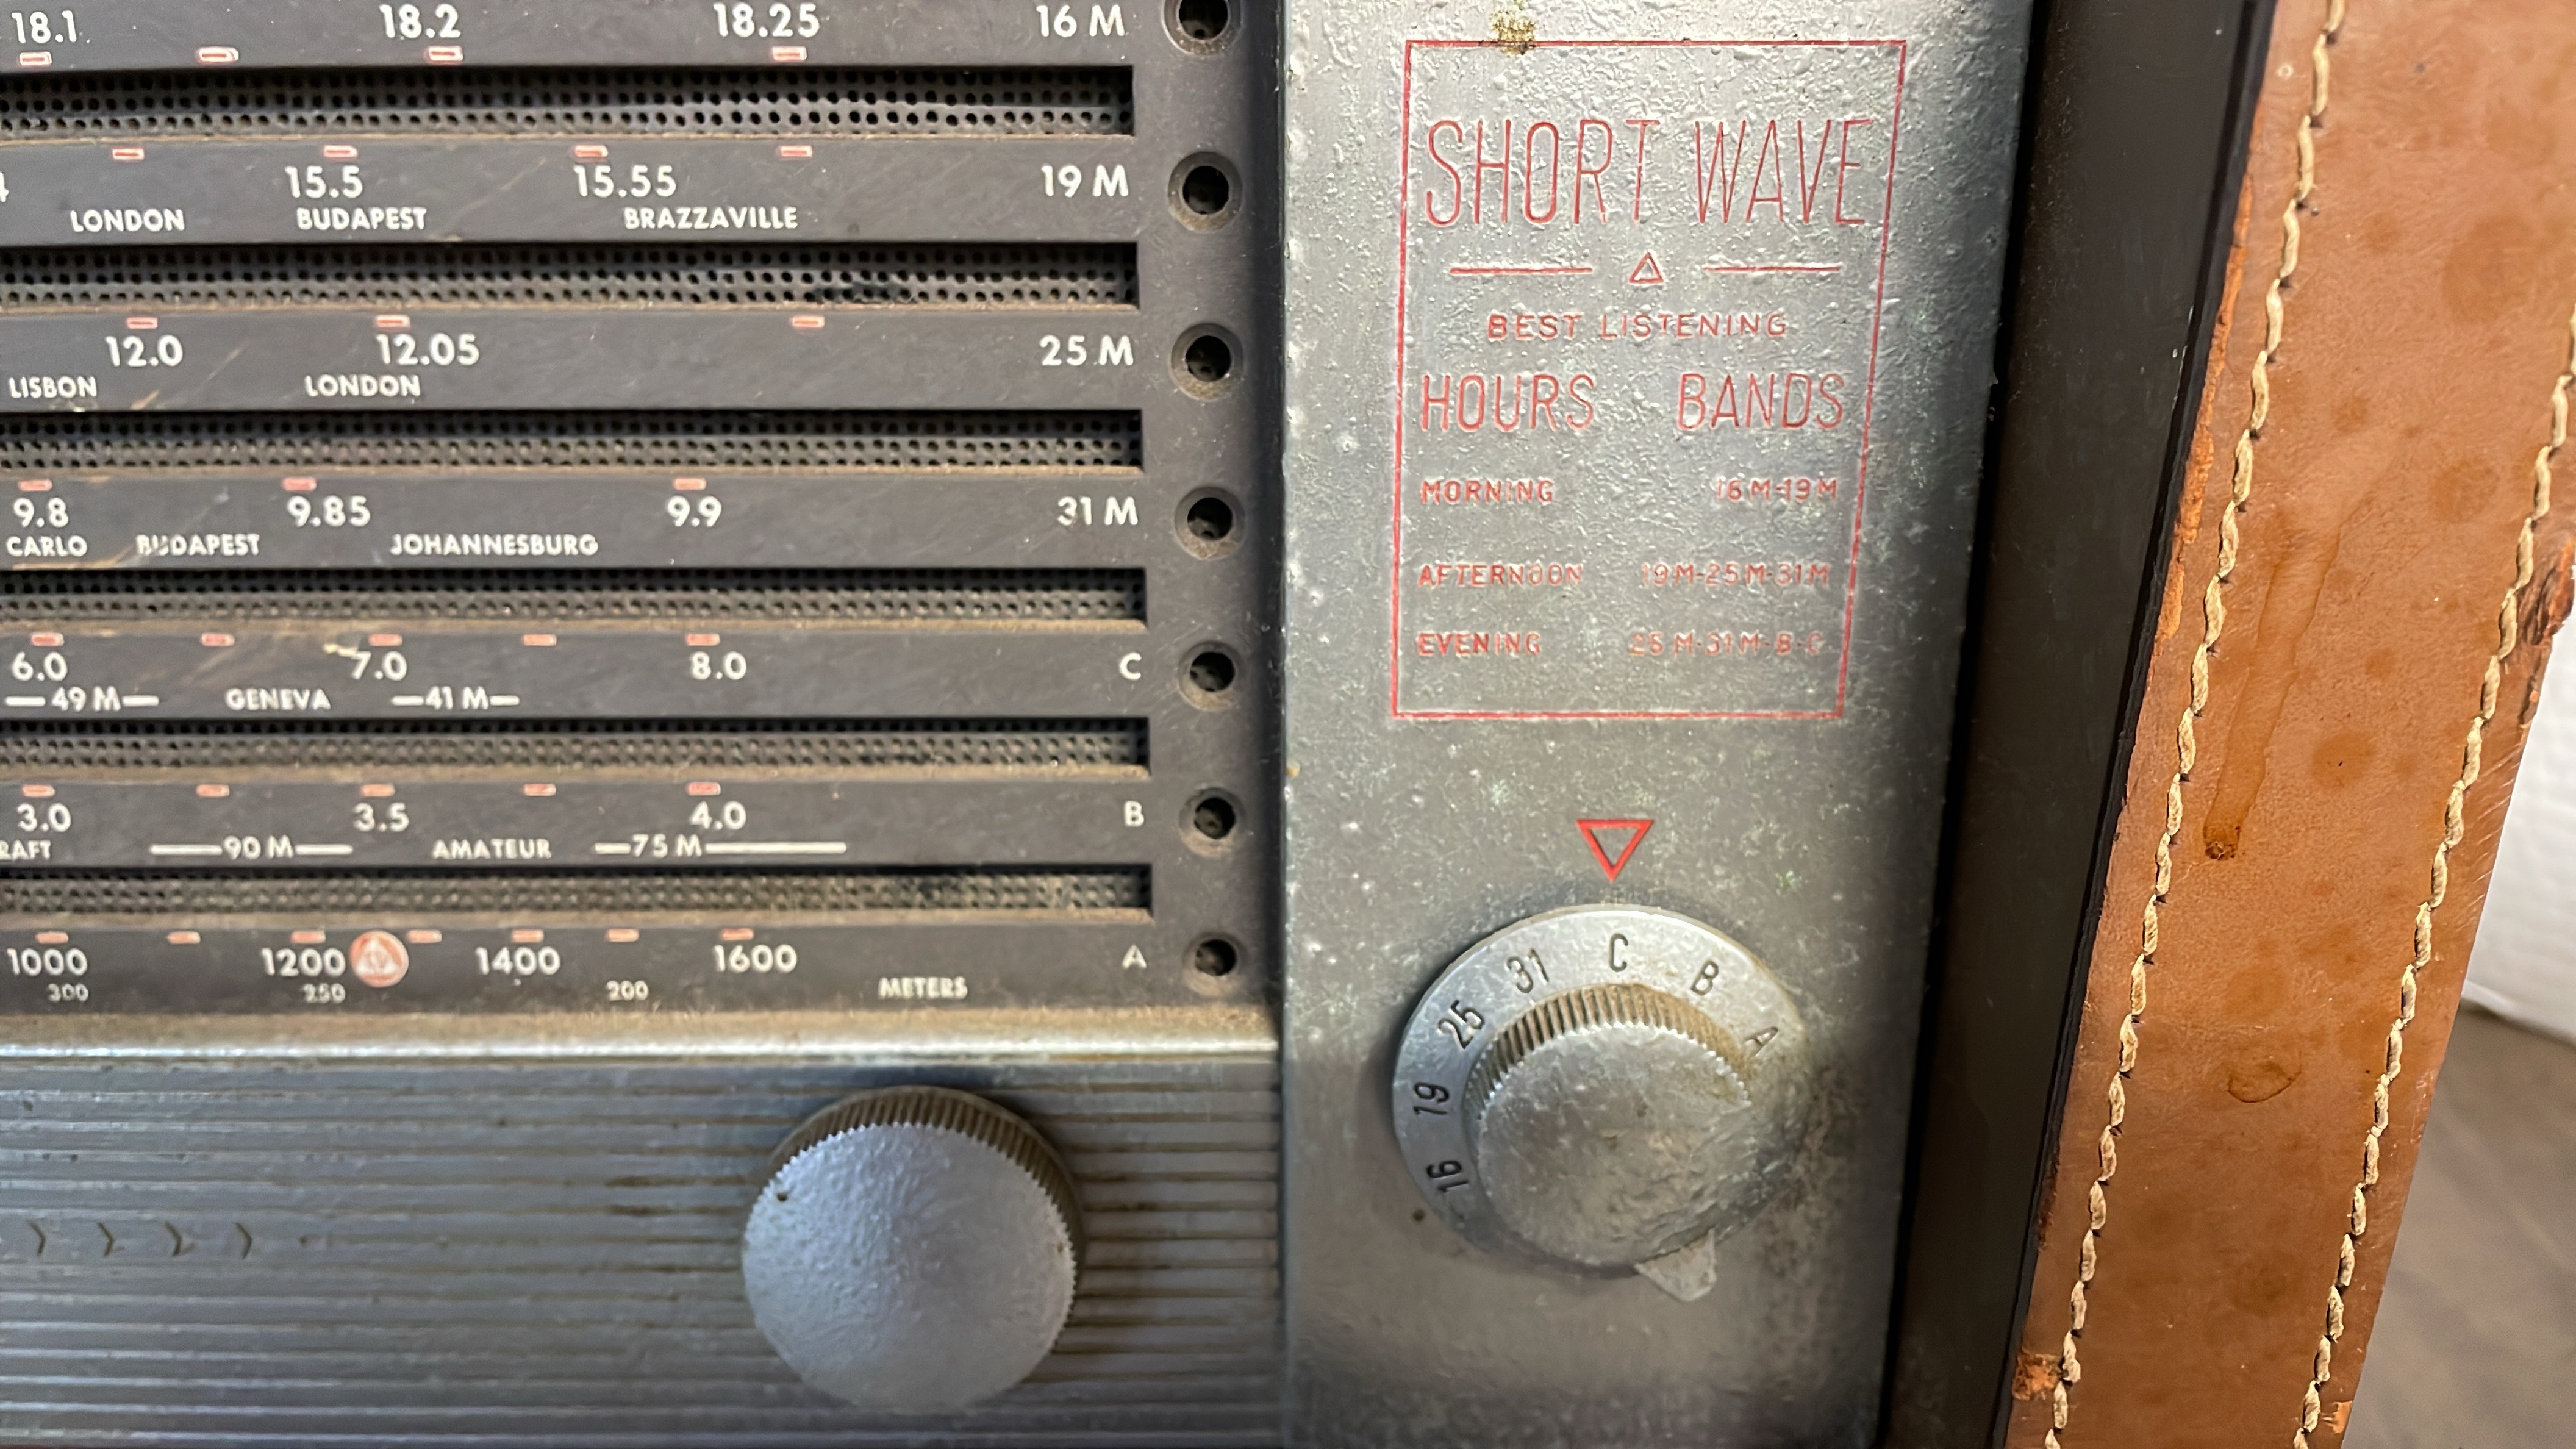 18.1 18.2 18.25 16 M
15.5 15.55 19 M
LONDON BUDAPEST BRAZZAVILLE
12.0 12.05 25 M
LISBON LONDON
9.8 9.85 9.9 31 M
CARLO BUDAPEST JOHANNESBURG
6.0 7.0 8.0 C
49 M GENEVA 41 M
3.0 3.5 4.0 B
RAFT 90 M AMATEUR 75 M
1000 1200 1400 1600 A
300 250 200 METERS
SHORT WAVE
BEST LISTENING
HOURS BANDS
MORNING 16 M-19 M
AFTERNOON 19 M-25 M-31 M
EVENING 25 M-31 M-B-C
16 19 25 31 C B A